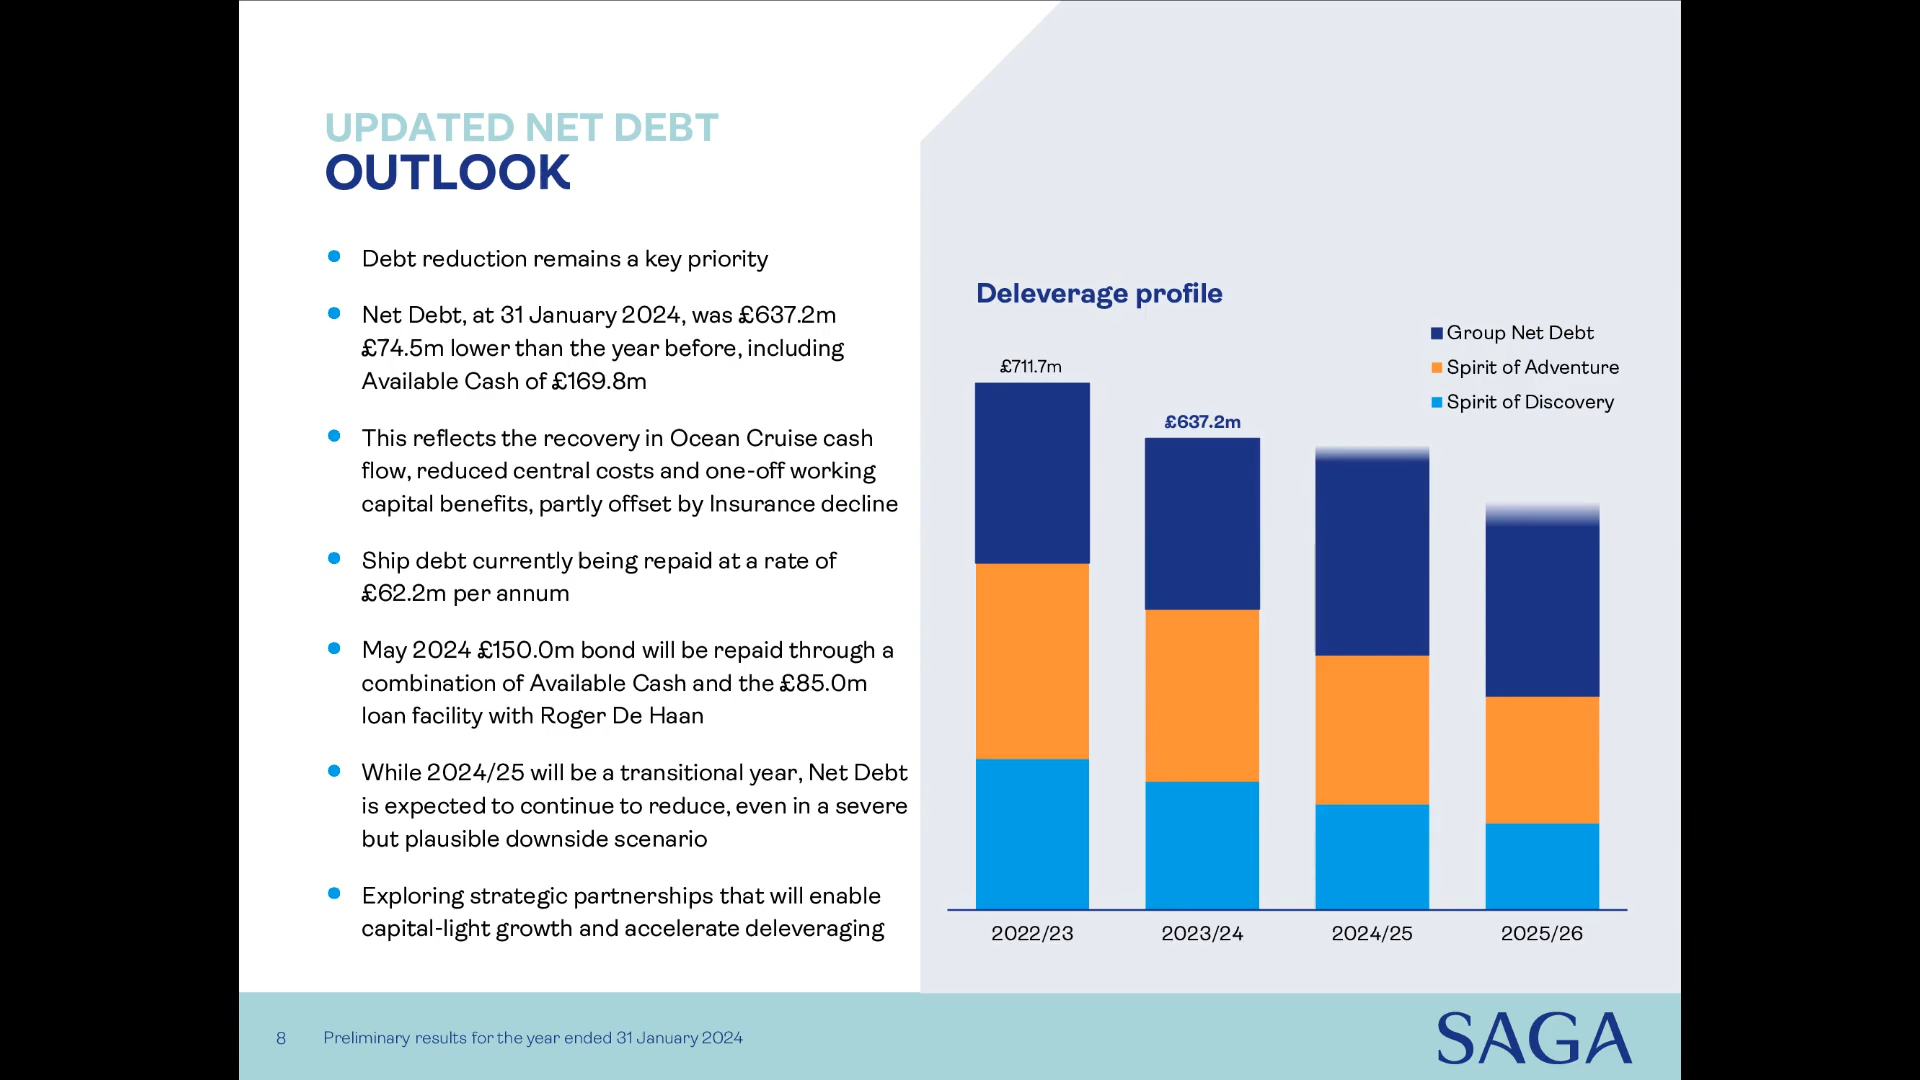 UPDATED NET DEBT
OUTLOOK
Debt reduction remains a key priority
Net Debt, at 31 January 2024, was £637.2m
£74.5m lower than the year before, including
Available Cash of £169.8m
This reflects the recovery in Ocean Cruise cash
flow, reduced central costs and one-off working
capital benefits, partly offset by Insurance decline
Ship debt currently being repaid at a rate of
£62.2m per annum
May 2024 £150.0m bond will be repaid through a
combination of Available Cash and the £85.0m
loan facility with Roger De Haan
While 2024/25 will be a transitional year, Net Debt
is expected to continue to reduce, even in a severe
but plausible downside scenario
Exploring strategic partnerships that will enable
capital-light growth and accelerate deleveraging
Deleverage profile
Group Net Debt
Spirit of Adventure
Spirit of Discovery
£711.7m
£637.2m
2022/23
2023/24
2024/25
2025/26
8
Preliminary results for the year ended 31 January 2024
SAGA